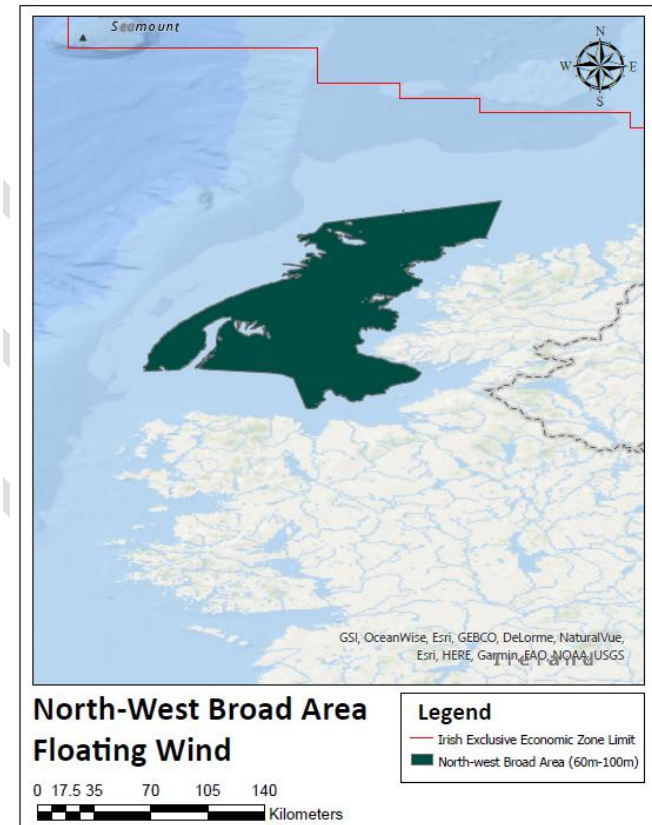 Seamount
N
W E
S
GSI, OceanWise, Esri, GEBCO, DeLorme, NaturalVue,
Esri, HERE, Garmin, FAO, NOAA, USGS
Ireland
North-West Broad Area
Floating Wind
0 17.5 35 70 105 140
Kilometers
Legend
Irish Exclusive Economic Zone Limit
North-west Broad Area (60m-100m)